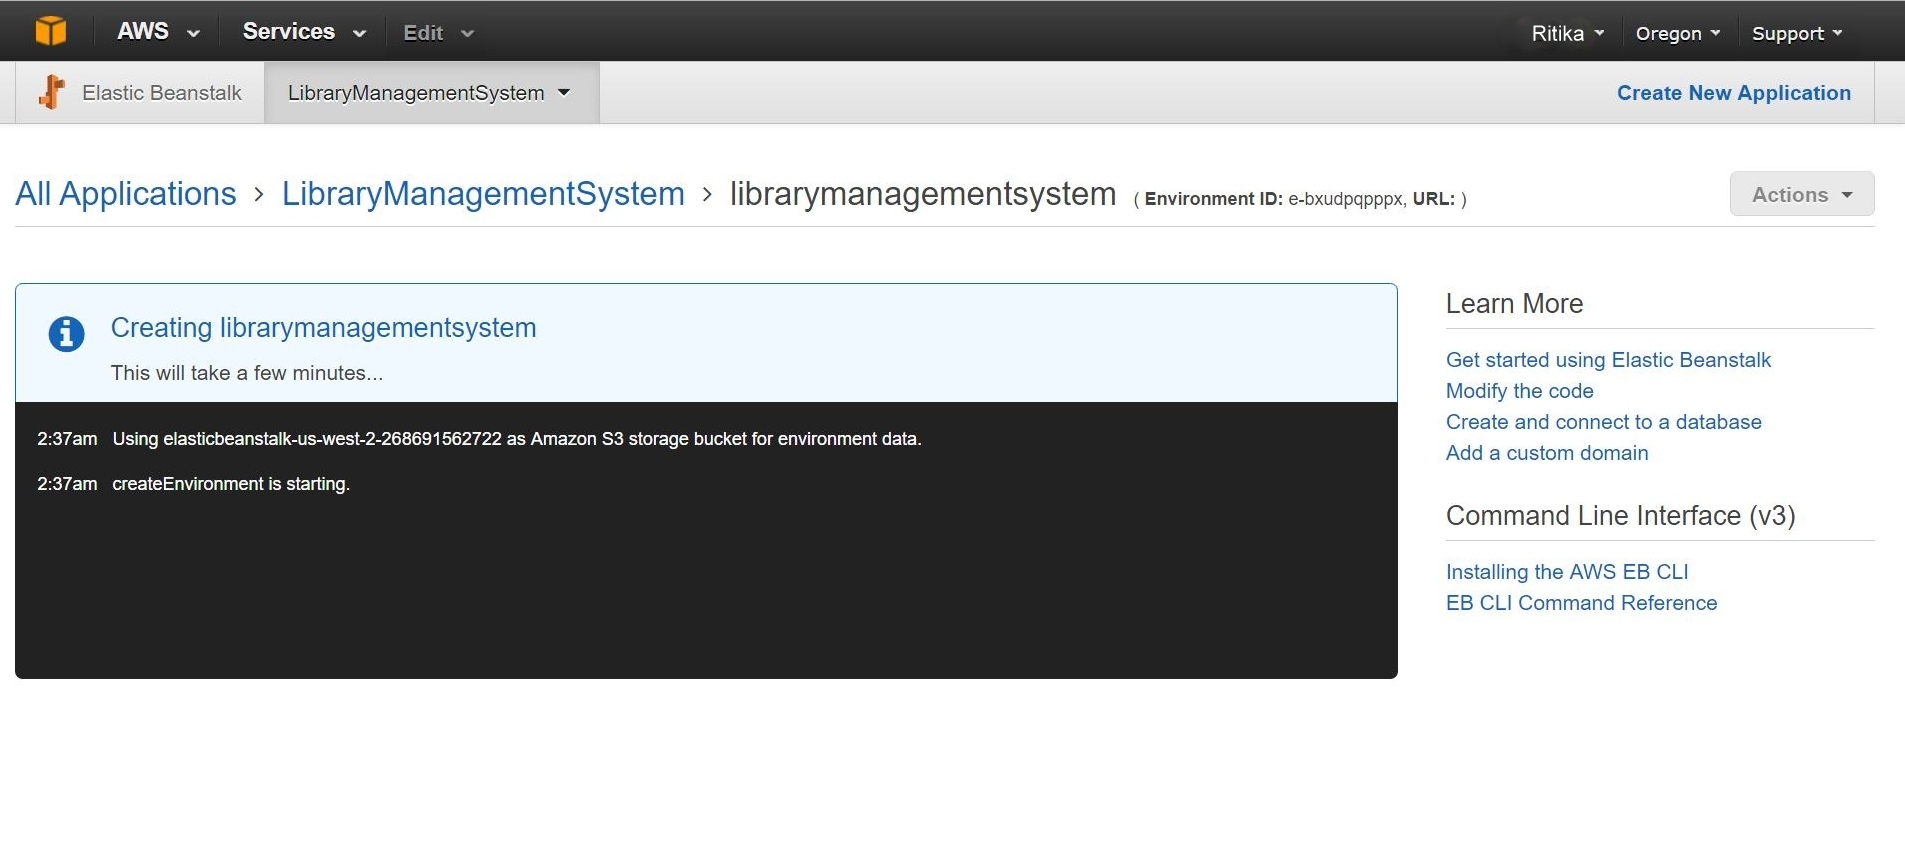 AWS Services Edit Ritika Oregon Support
Elastic Beanstalk LibraryManagementSystem Create New Application
All Applications › LibraryManagementSystem › librarymanagementsystem ( Environment ID: e-bxudpqpppx, URL: ) Actions
Creating librarymanagementsystem
This will take a few minutes...
2:37am Using elasticbeanstalk-us-west-2-268691562722 as Amazon S3 storage bucket for environment data.
2:37am createEnvironment is starting.
Learn More
Get started using Elastic Beanstalk
Modify the code
Create and connect to a database
Add a custom domain
Command Line Interface (v3)
Installing the AWS EB CLI
EB CLI Command Reference